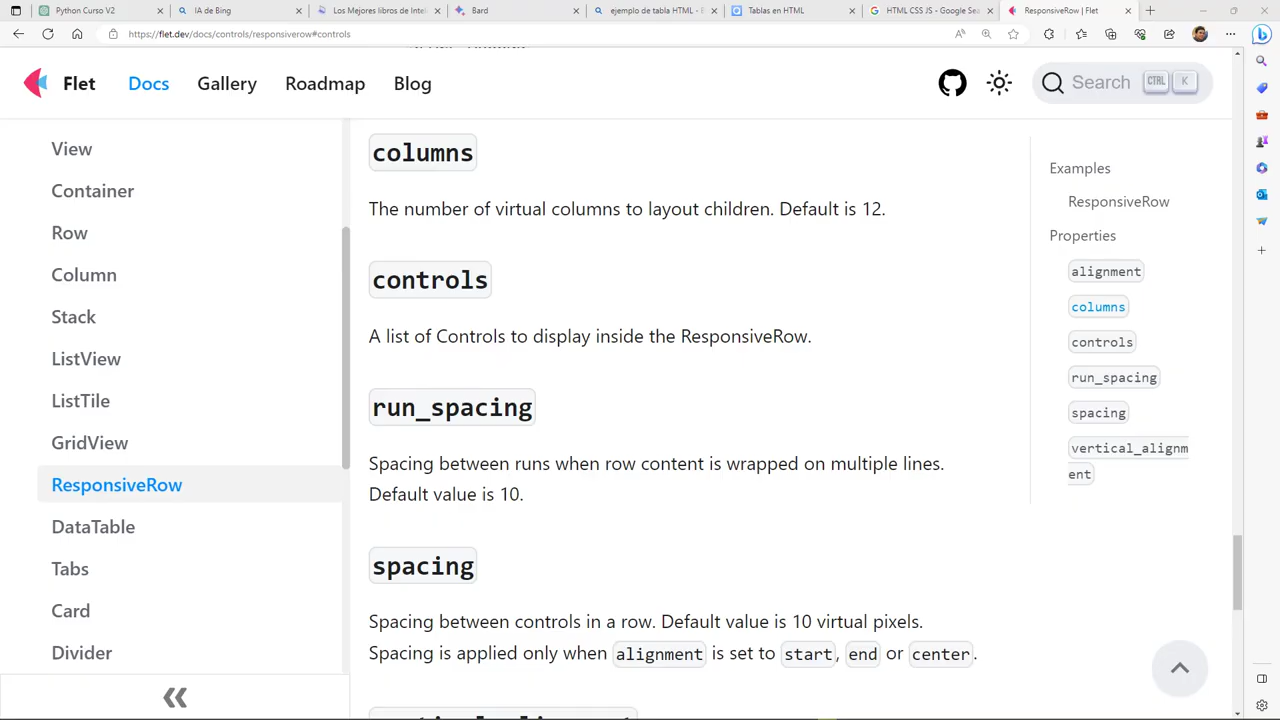 Python Curso V2
IA de Bing
Los Mejores libros de Inteli
Bard
ejemplo de tabla HTML - B
Tablas en HTML
HTML CSS JS - Google Sea
ResponsiveRow | Flet
https://flet.dev/docs/controls/responsiverow#controls
Flet
Docs
Gallery
Roadmap
Blog
Search
CTRL
K
View
Container
Row
Column
Stack
ListView
ListTile
GridView
ResponsiveRow
DataTable
Tabs
Card
Divider
columns
The number of virtual columns to layout children. Default is 12.
controls
A list of Controls to display inside the ResponsiveRow.
run_spacing
Spacing between runs when row content is wrapped on multiple lines.
Default value is 10.
spacing
Spacing between controls in a row. Default value is 10 virtual pixels.
Spacing is applied only when alignment is set to start, end or center.
Examples
ResponsiveRow
Properties
alignment
columns
controls
run_spacing
spacing
vertical_alignm
ent